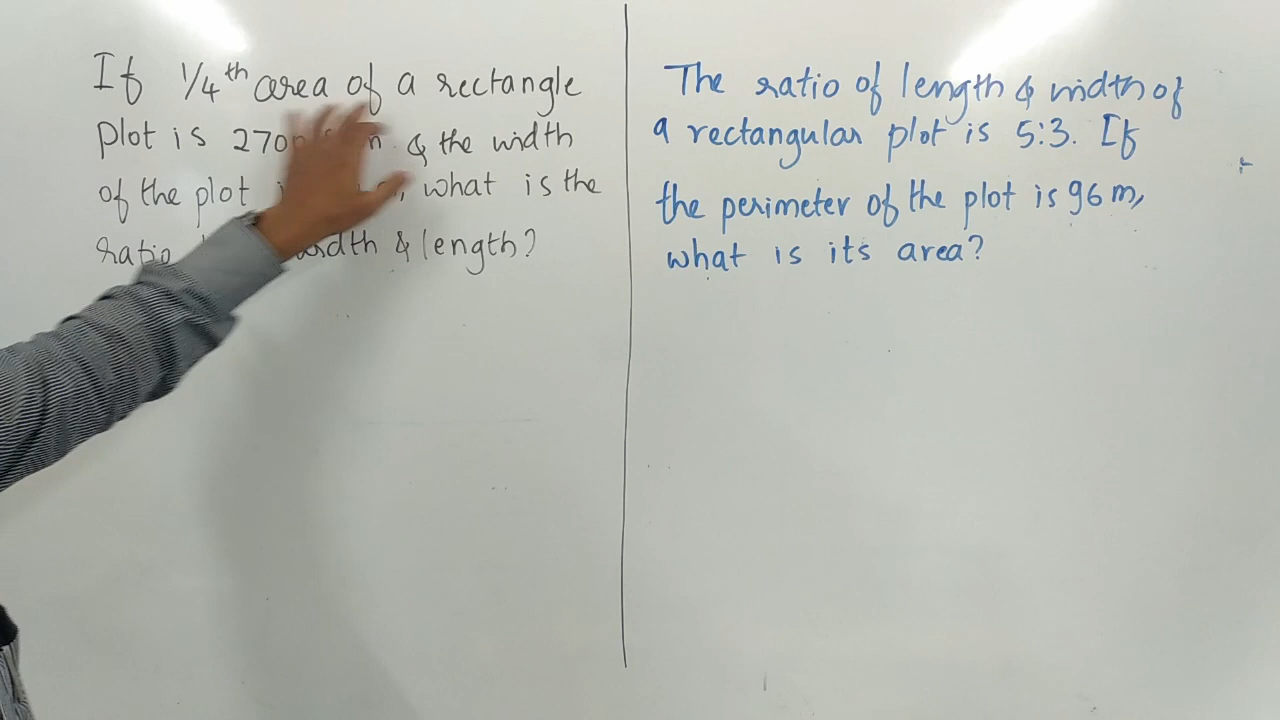 If 1/4th area of a rectangle
plot is 270 & the width
of the plot , what is the
ratio width & length?
The ratio of length & width of
a rectangular plot is 5:3. If
the perimeter of the plot is 96 m,
what is its area?